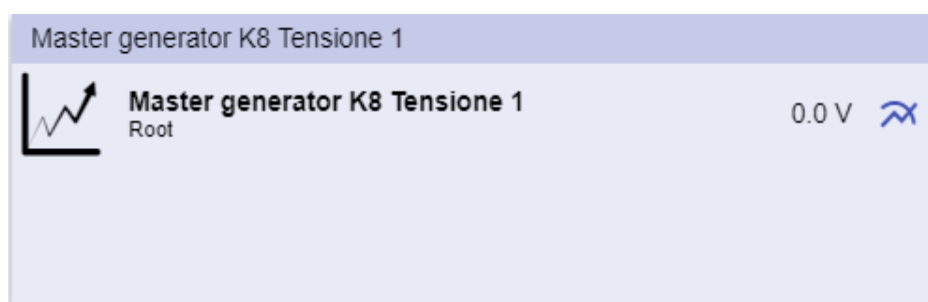 Master generator K8 Tensione 1
Master generator K8 Tensione 1
Root
0.0 V